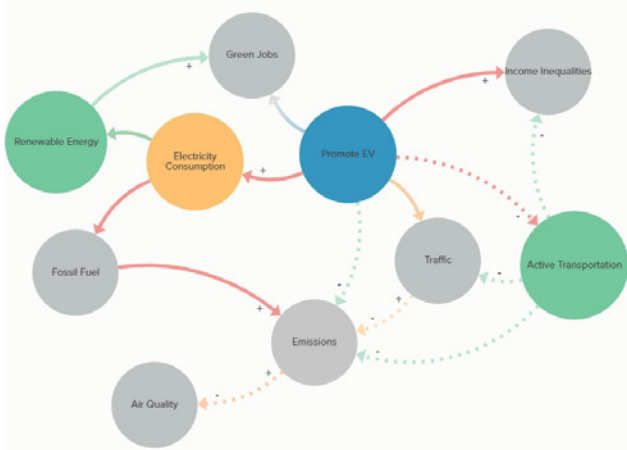 Green Jobs
+
Income Inequalities
+
Renewable Energy
Electricity
Consumption
+
Promote EV
-
-
Fossil Fuel
Traffic
-
Active Transportation
-
+
+
-
Emissions
-
+
-
Air Quality